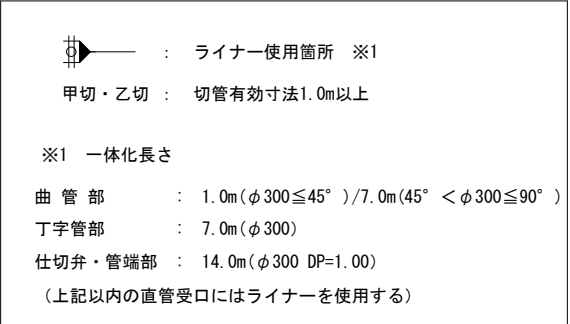 ： ライナー使用箇所 ※1
甲切・乙切 ： 切管有効寸法1.0m以上
※1 一体化長さ
曲 管 部 ： 1.0m(φ300≦45°)/7.0m(45°＜φ300≦90°)
丁字管部 ： 7.0m(φ300)
仕切弁・管端部 ： 14.0m(φ300 DP=1.00)
(上記以内の直管受口にはライナーを使用する)